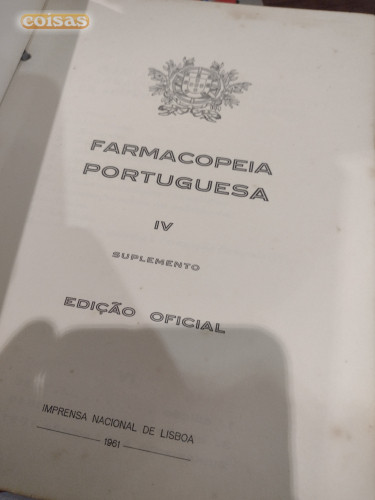 coisas
FARMACOPEIA
PORTUGUESA
IV
SUPLEMENTO
EDIÇÃO OFICIAL
IMPRENSA NACIONAL DE LISBOA
1961